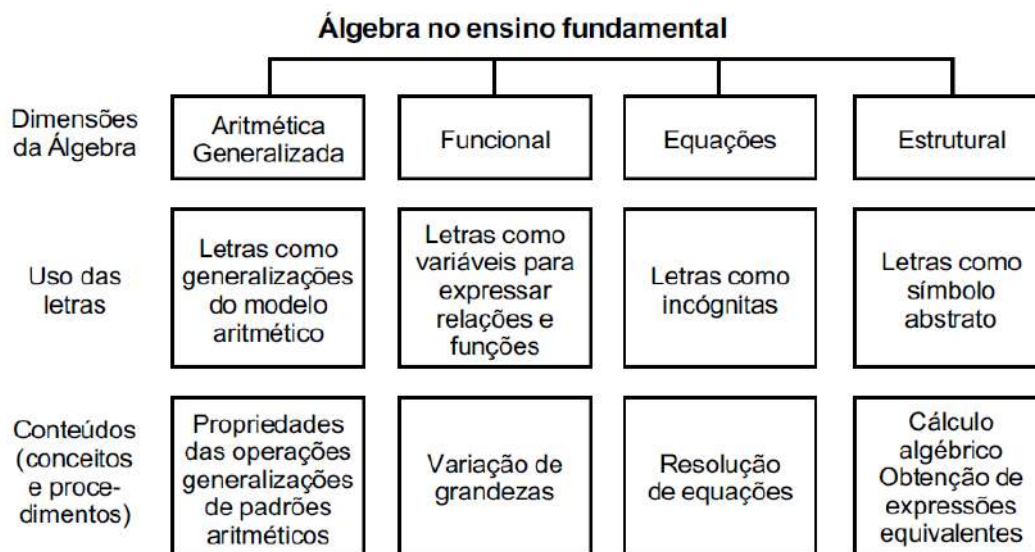 Álgebra no ensino fundamental
Dimensões
da Álgebra
Aritmética
Generalizada
Funcional
Equações
Estrutural
Uso das
letras
Letras como
generalizações
do modelo
aritmético
Letras como
variáveis para
expressar
relações e
funções
Letras como
incógnitas
Letras como
símbolo
abstrato
Conteúdos
(conceitos
e proce-
dimentos)
Propriedades
das operações
generalizações
de padrões
aritméticos
Variação de
grandezas
Resolução
de equações
Cálculo
algébrico
Obtenção de
expressões
equivalentes